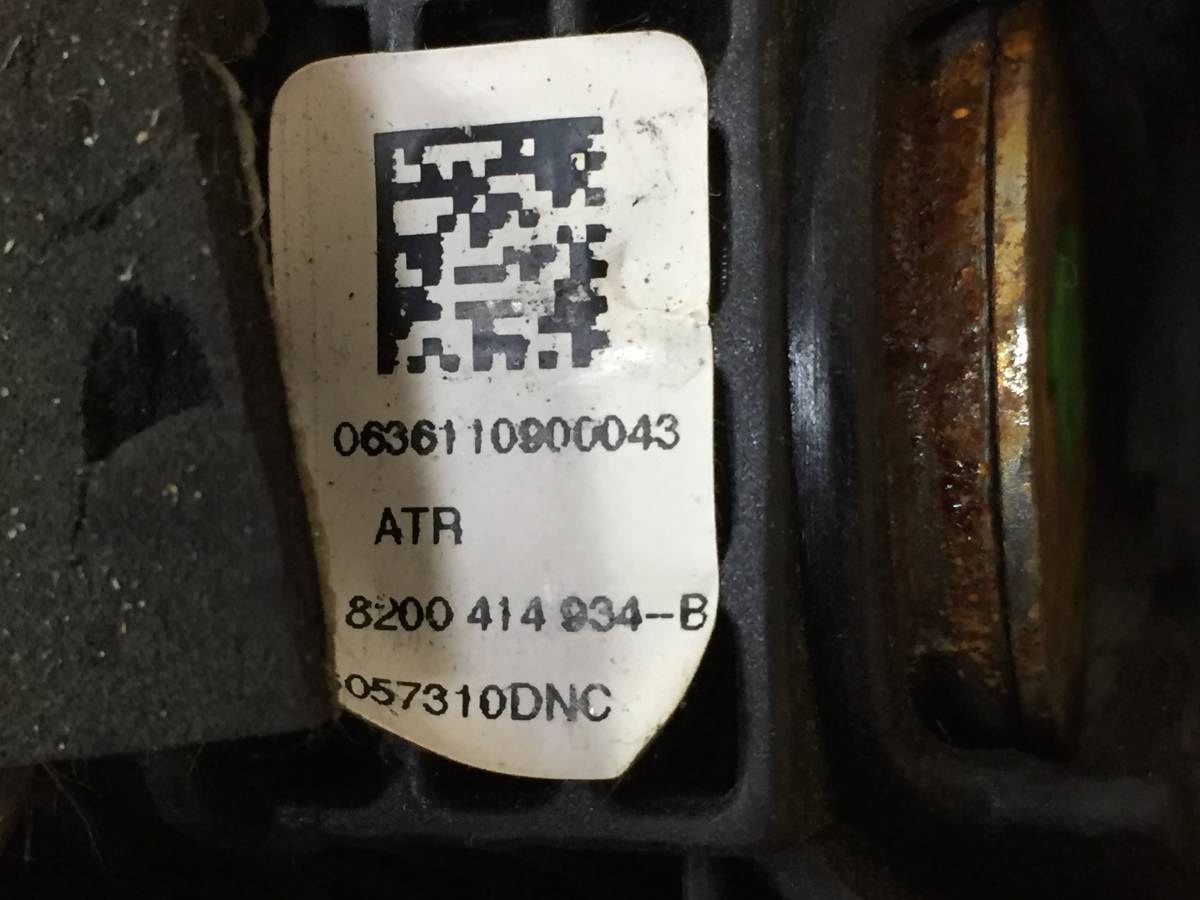 0636110900043
ATR
8200 414 934--B
057310DNC